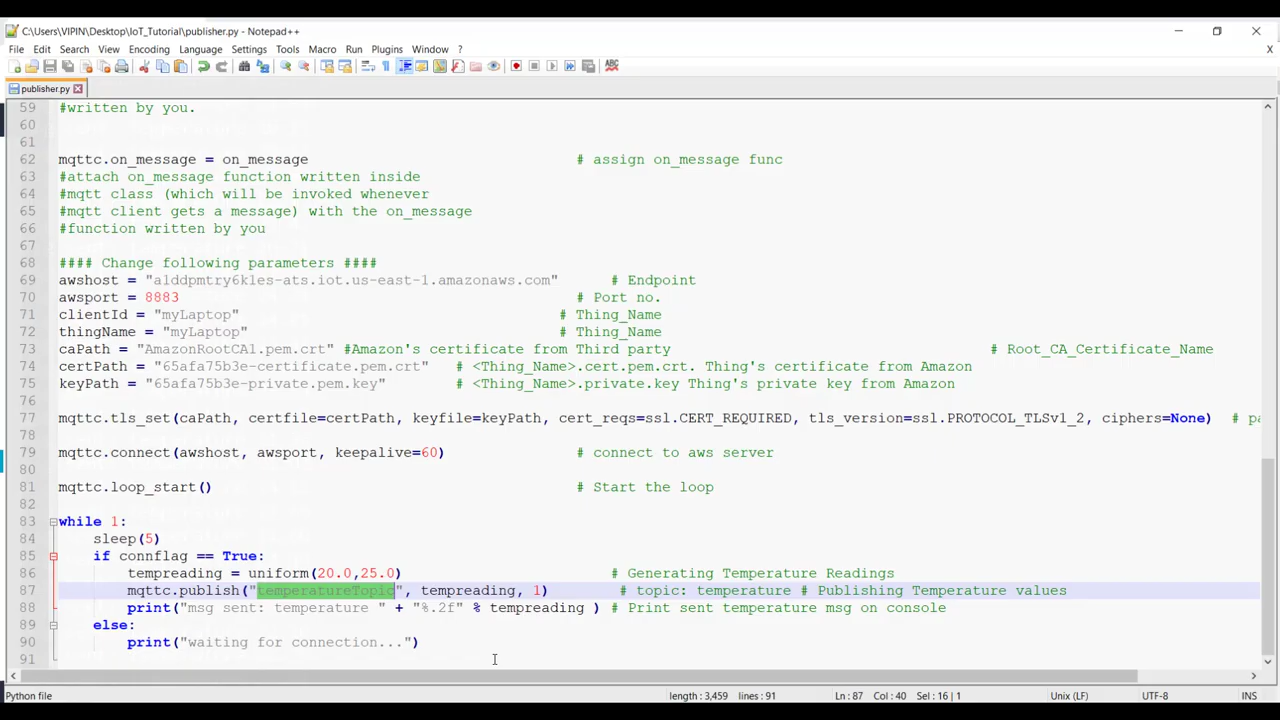 C:\Users\VIPIN\Desktop\IoT_Tutorial\publisher.py - Notepad++
File Edit Search View Encoding Language Settings Tools Macro Run Plugins Window ? X
publisher.py
59 #written by you.
60
61
62 mqttc.on_message = on_message # assign on_message func
63 #attach on_message function written inside
64 #mqtt class (which will be invoked whenever
65 #mqtt client gets a message) with the on_message
66 #function written by you
67
68 #### Change following parameters ####
69 awshost = "alddpmtry6kles-ats.iot.us-east-1.amazonaws.com" # Endpoint
70 awsport = 8883 # Port no.
71 clientId = "myLaptop" # Thing_Name
72 thingName = "myLaptop" # Thing_Name
73 caPath = "AmazonRootCA1.pem.crt" #Amazon's certificate from Third party # Root_CA_Certificate_Name
74 certPath = "65afa75b3e-certificate.pem.crt" # <Thing_Name>.cert.pem.crt. Thing's certificate from Amazon
75 keyPath = "65afa75b3e-private.pem.key" # <Thing_Name>.private.key Thing's private key from Amazon
76
77 mqttc.tls_set(caPath, certfile=certPath, keyfile=keyPath, cert_reqs=ssl.CERT_REQUIRED, tls_version=ssl.PROTOCOL_TLSv1_2, ciphers=None) # pa
78
79 mqttc.connect(awshost, awsport, keepalive=60) # connect to aws server
80
81 mqttc.loop_start() # Start the loop
82
83 while 1:
84 sleep(5)
85 if connflag == True:
86 tempreading = uniform(20.0,25.0) # Generating Temperature Readings
87 mqttc.publish("temperatureTopic", tempreading, 1) # topic: temperature # Publishing Temperature values
88 print("msg sent: temperature " + "%.2f" % tempreading ) # Print sent temperature msg on console
89 else:
90 print("waiting for connection...")
91
Python file length : 3,459 lines : 91 Ln : 87 Col : 40 Sel : 16 | 1 Unix (LF) UTF-8 INS